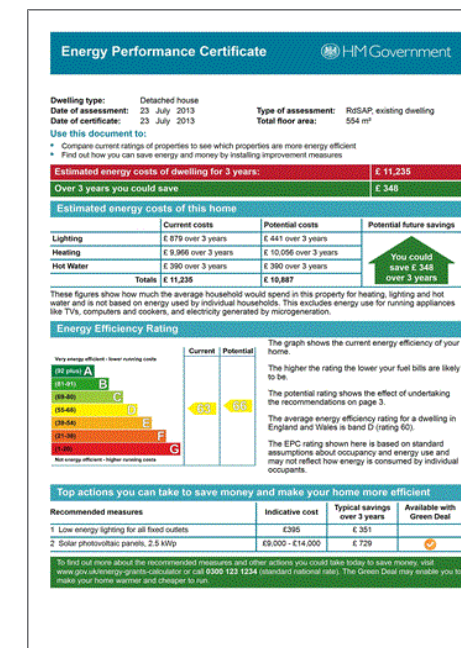 Energy Performance Certificate
HM Government
Dwelling type: Detached house
Date of assessment: 23 July 2013 Type of assessment: RdSAP, existing dwelling
Date of certificate: 23 July 2013 Total floor area: 554 m²
Use this document to:
• Compare current ratings of properties to see which properties are more energy efficient
• Find out how you can save energy and money by installing improvement measures
Estimated energy costs of dwelling for 3 years: £ 11,235
Over 3 years you could save £ 348
Estimated energy costs of this home
Current costs Potential costs Potential future savings
Lighting £ 879 over 3 years £ 441 over 3 years
Heating £ 9,966 over 3 years £ 10,056 over 3 years
Hot Water £ 390 over 3 years £ 390 over 3 years
Totals £ 11,235 £ 10,887
You could
save £ 348
over 3 years
These figures show how much the average household would spend in this property for heating, lighting and hot
water and is not based on energy used by individual households. This excludes energy use for running appliances
like TVs, computers and cookers, and electricity generated by microgeneration.
Energy Efficiency Rating
Current Potential
Very energy efficient - lower running costs
(92 plus) A
(81-91) B
(69-80) C
(55-68) D
(39-54) E
(21-38) F
(1-20) G
Not energy efficient - higher running costs
The graph shows the current energy efficiency of your
home.
The higher the rating the lower your fuel bills are likely
to be.
The potential rating shows the effect of undertaking
the recommendations on page 3.
The average energy efficiency rating for a dwelling in
England and Wales is band D (rating 60).
The EPC rating shown here is based on standard
assumptions about occupancy and energy use and
may not reflect how energy is consumed by individual
occupants.
Top actions you can take to save money and make your home more efficient
Recommended measures Indicative cost Typical savings over 3 years Available with Green Deal
1 Low energy lighting for all fixed outlets £395 £ 351
2 Solar photovoltaic panels, 2.5 kWp £9,000 - £14,000 £ 729
To find out more about the recommended measures and other actions you could take today to save money, visit
www.gov.uk/energy-grants-calculator or call 0300 123 1234 (standard national rate). The Green Deal may enable you to
make your home warmer and cheaper to run.